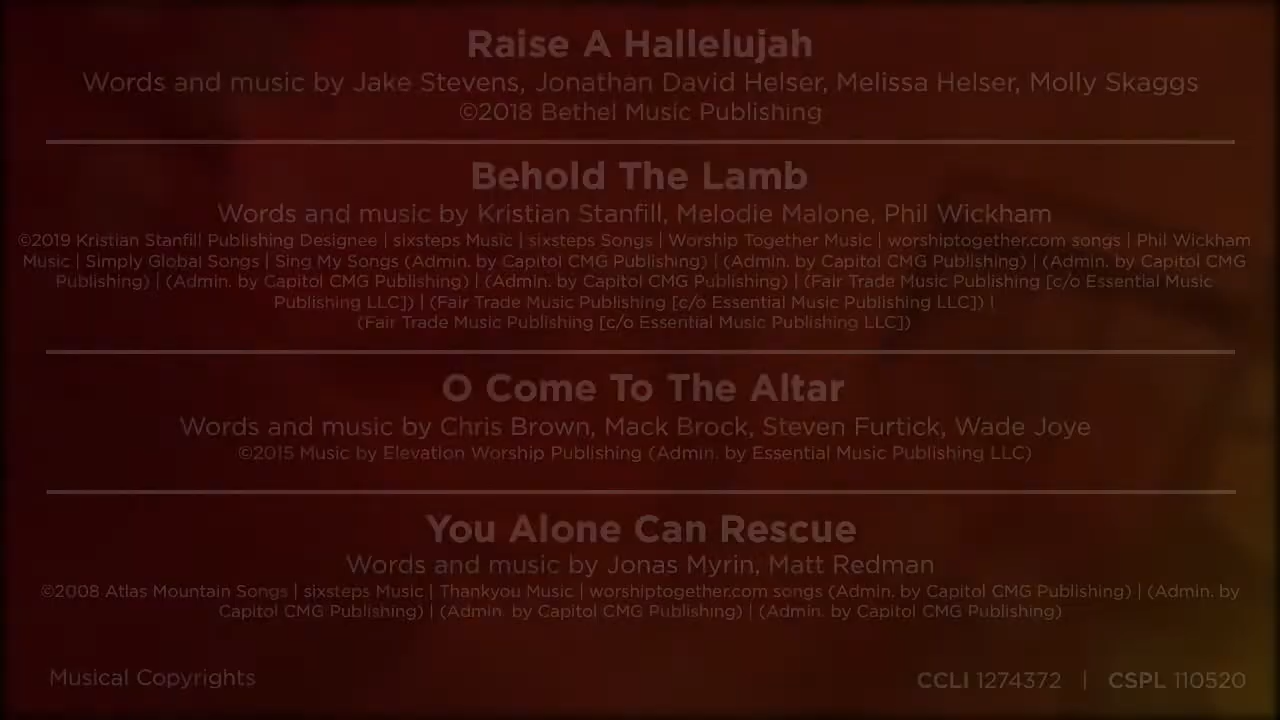 Raise A Hallelujah
Words and music by Jake Stevens, Jonathan David Helser, Melissa Helser, Molly Skaggs
©2018 Bethel Music Publishing
Behold The Lamb
Words and music by Kristian Stanfill, Melodie Malone, Phil Wickham
©2019 Kristian Stanfill Publishing Designee | sixsteps Music | sixsteps Songs | Worship Together Music | worshiptogether.com songs | Phil Wickham
Music | Simply Global Songs | Sing My Songs (Admin. by Capitol CMG Publishing) | (Admin. by Capitol CMG Publishing) | (Admin. by Capitol CMG
Publishing) | (Admin. by Capitol CMG Publishing) | (Admin. by Capitol CMG Publishing) | (Fair Trade Music Publishing [c/o Essential Music
Publishing LLC]) | (Fair Trade Music Publishing [c/o Essential Music Publishing LLC]) |
(Fair Trade Music Publishing [c/o Essential Music Publishing LLC])
O Come To The Altar
Words and music by Chris Brown, Mack Brock, Steven Furtick, Wade Joye
©2015 Music by Elevation Worship Publishing (Admin. by Essential Music Publishing LLC)
You Alone Can Rescue
Words and music by Jonas Myrin, Matt Redman
©2008 Atlas Mountain Songs | sixsteps Music | Thankyou Music | worshiptogether.com songs (Admin. by Capitol CMG Publishing) | (Admin. by
Capitol CMG Publishing) | (Admin. by Capitol CMG Publishing) | (Admin. by Capitol CMG Publishing)
Musical Copyrights
CCLI 1274372 | CSPL 110520